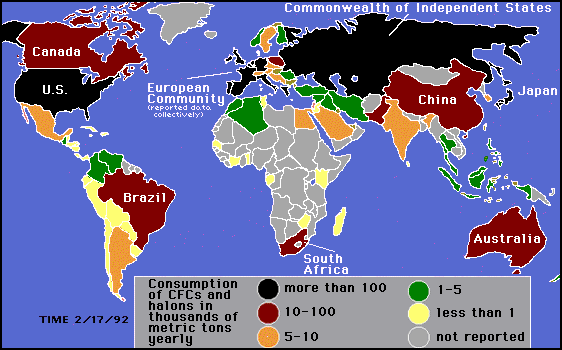 Commonwealth of Independent States
Canada
U.S.
European
Community
(reported data
collectively)
China
Japan
Brazil
Australia
South
Africa
Consumption
of CFCs and
halons in
thousands of
metric tons
yearly
more than 100
10-100
5-10
1-5
less than 1
not reported
TIME 2/17/92